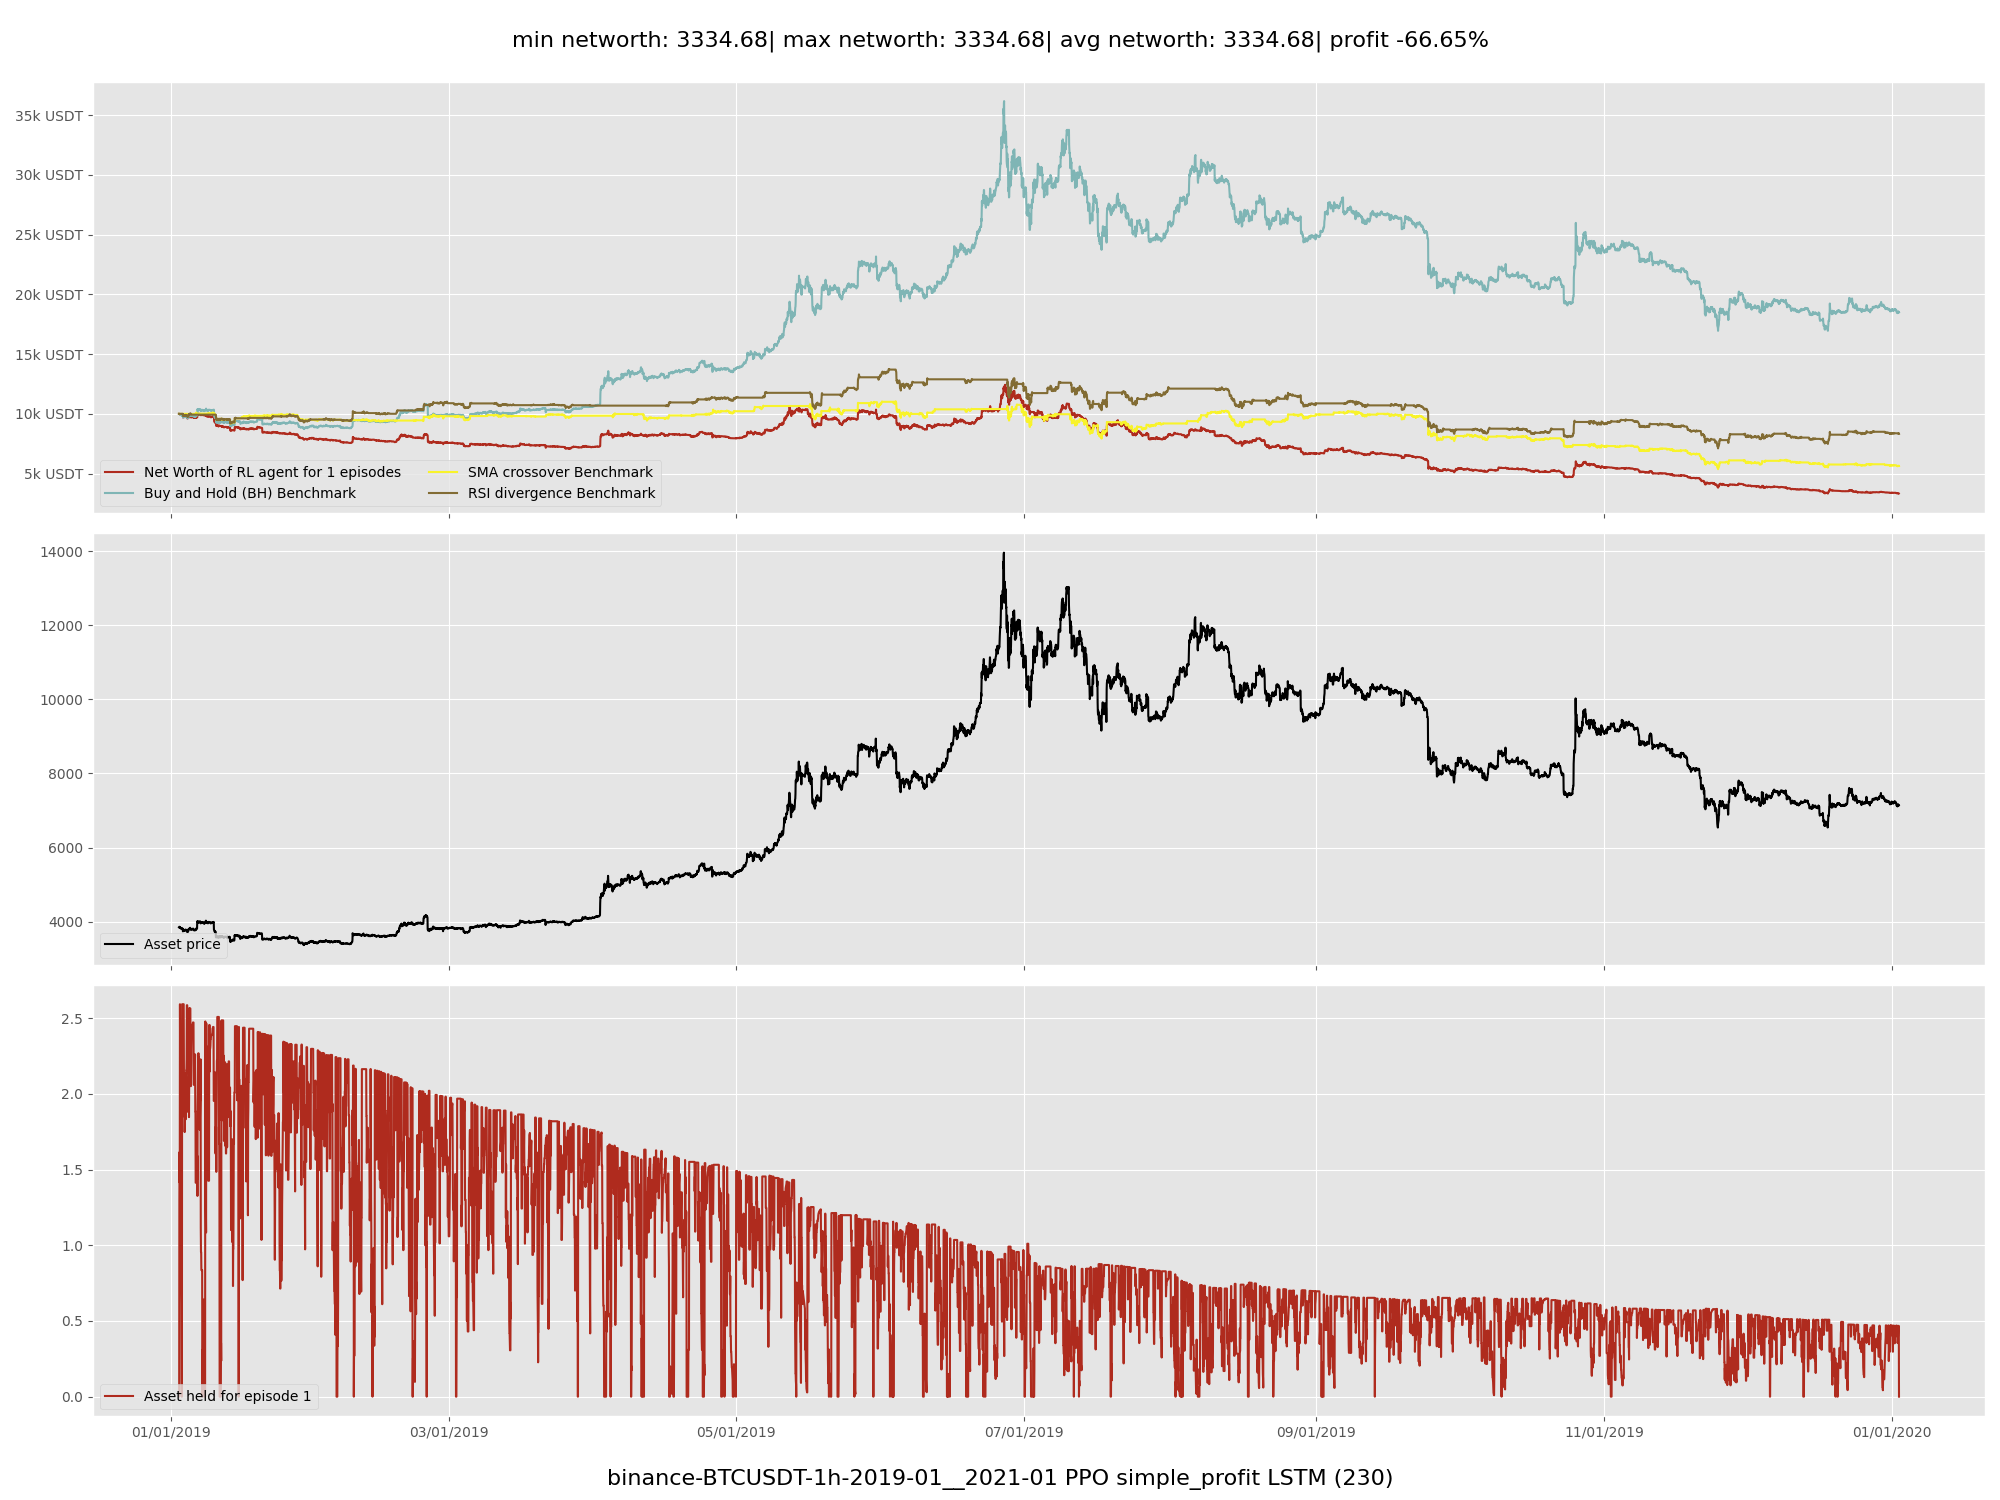 min networth: 3334.68| max networth: 3334.68| avg networth: 3334.68| profit -66.65%
35k USDT
30k USDT
25k USDT
20k USDT
15k USDT
10k USDT
5k USDT
Net Worth of RL agent for 1 episodes
Buy and Hold (BH) Benchmark
SMA crossover Benchmark
RSI divergence Benchmark
14000
12000
10000
8000
6000
4000
Asset price
2.5
2.0
1.5
1.0
0.5
0.0
Asset held for episode 1
01/01/2019 03/01/2019 05/01/2019 07/01/2019 09/01/2019 11/01/2019 01/01/2020
binance-BTCUSDT-1h-2019-01__2021-01 PPO simple_profit LSTM (230)